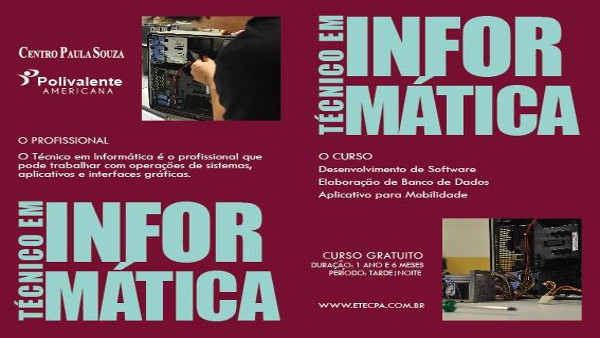 CENTRO PAULA SOUZA
Polivalente
AMERICANA
O PROFISSIONAL
O Técnico em Informática é o profissional que
pode trabalhar com operações de sistemas,
aplicativos e interfaces gráficas.
TÉCNICO EM
INFOR
MÁTICA
TÉCNICO EM
INFOR
MÁTICA
O CURSO
Desenvolvimento de Software
Elaboração de Banco de Dados
Aplicativo para Mobilidade
CURSO GRATUITO
DURAÇÃO: 1 ANO E 6 MESES
PERÍODO: TARDE|NOITE
WWW.ETECPA.COM.BR